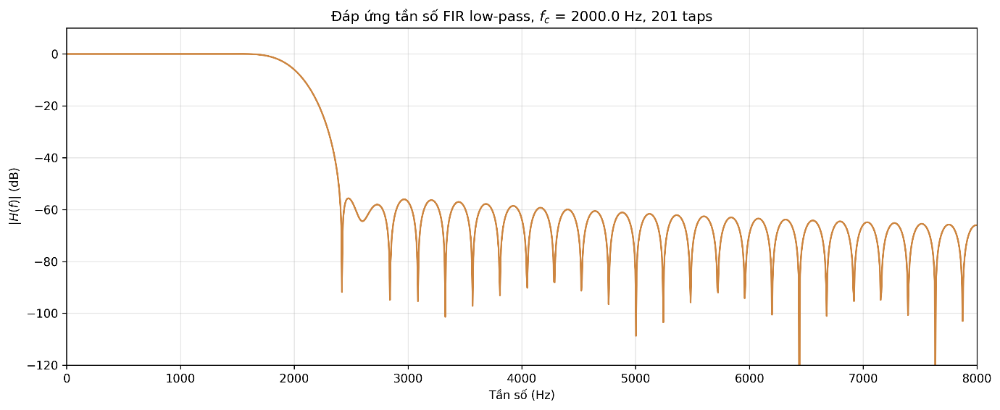 Đáp ứng tần số FIR low-pass, f_c = 2000.0 Hz, 201 taps
|H(f)| (dB)
0
−20
−40
−60
−80
−100
−120
0 1000 2000 3000 4000 5000 6000 7000 8000
Tần số (Hz)